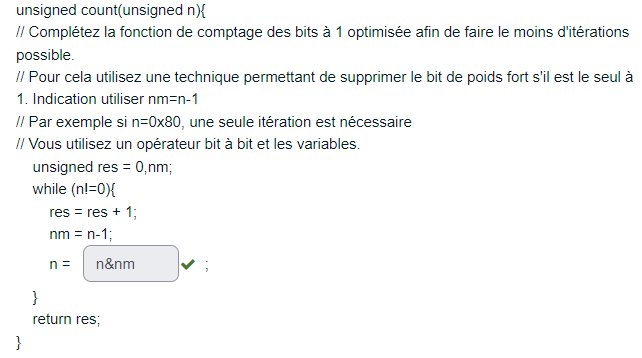 unsigned count(unsigned n){
// Complétez la fonction de comptage des bits à 1 optimisée afin de faire le moins d'itérations
possible.
// Pour cela utilisez une technique permettant de supprimer le bit de poids fort s'il est le seul à
1. Indication utiliser nm=n-1
// Par exemple si n=0x80, une seule itération est nécessaire
// Vous utilisez un opérateur bit à bit et les variables.
unsigned res = 0,nm;
while (n!=0){
res = res + 1;
nm = n-1;
n = n&nm ;
}
return res;
}